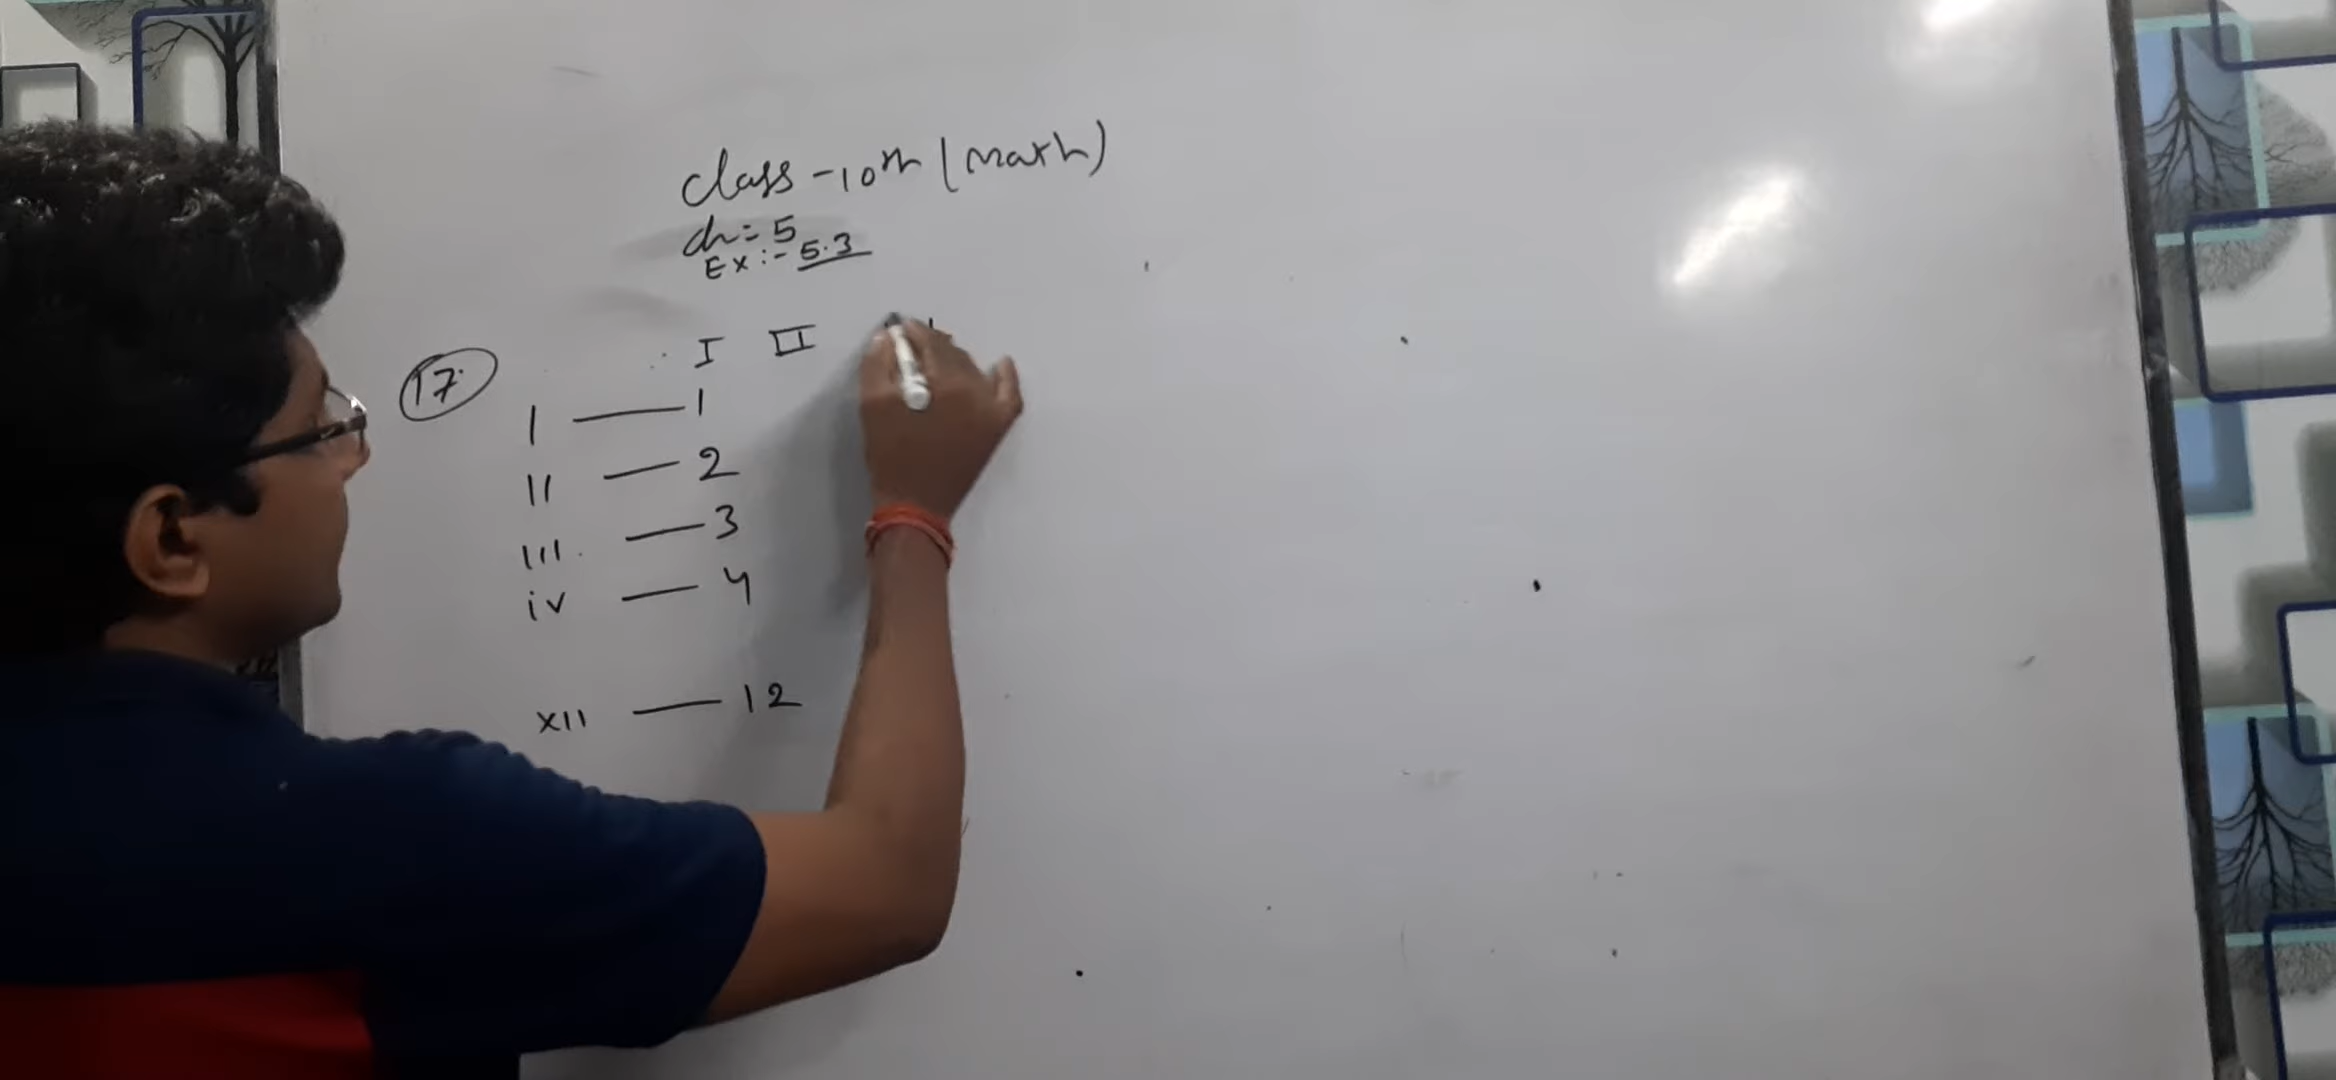 class - 10th (math)
ch = 5
Ex :- 5.3
17.
I II
I — 1
II — 2
III. — 3
iv — 4
XII — 12